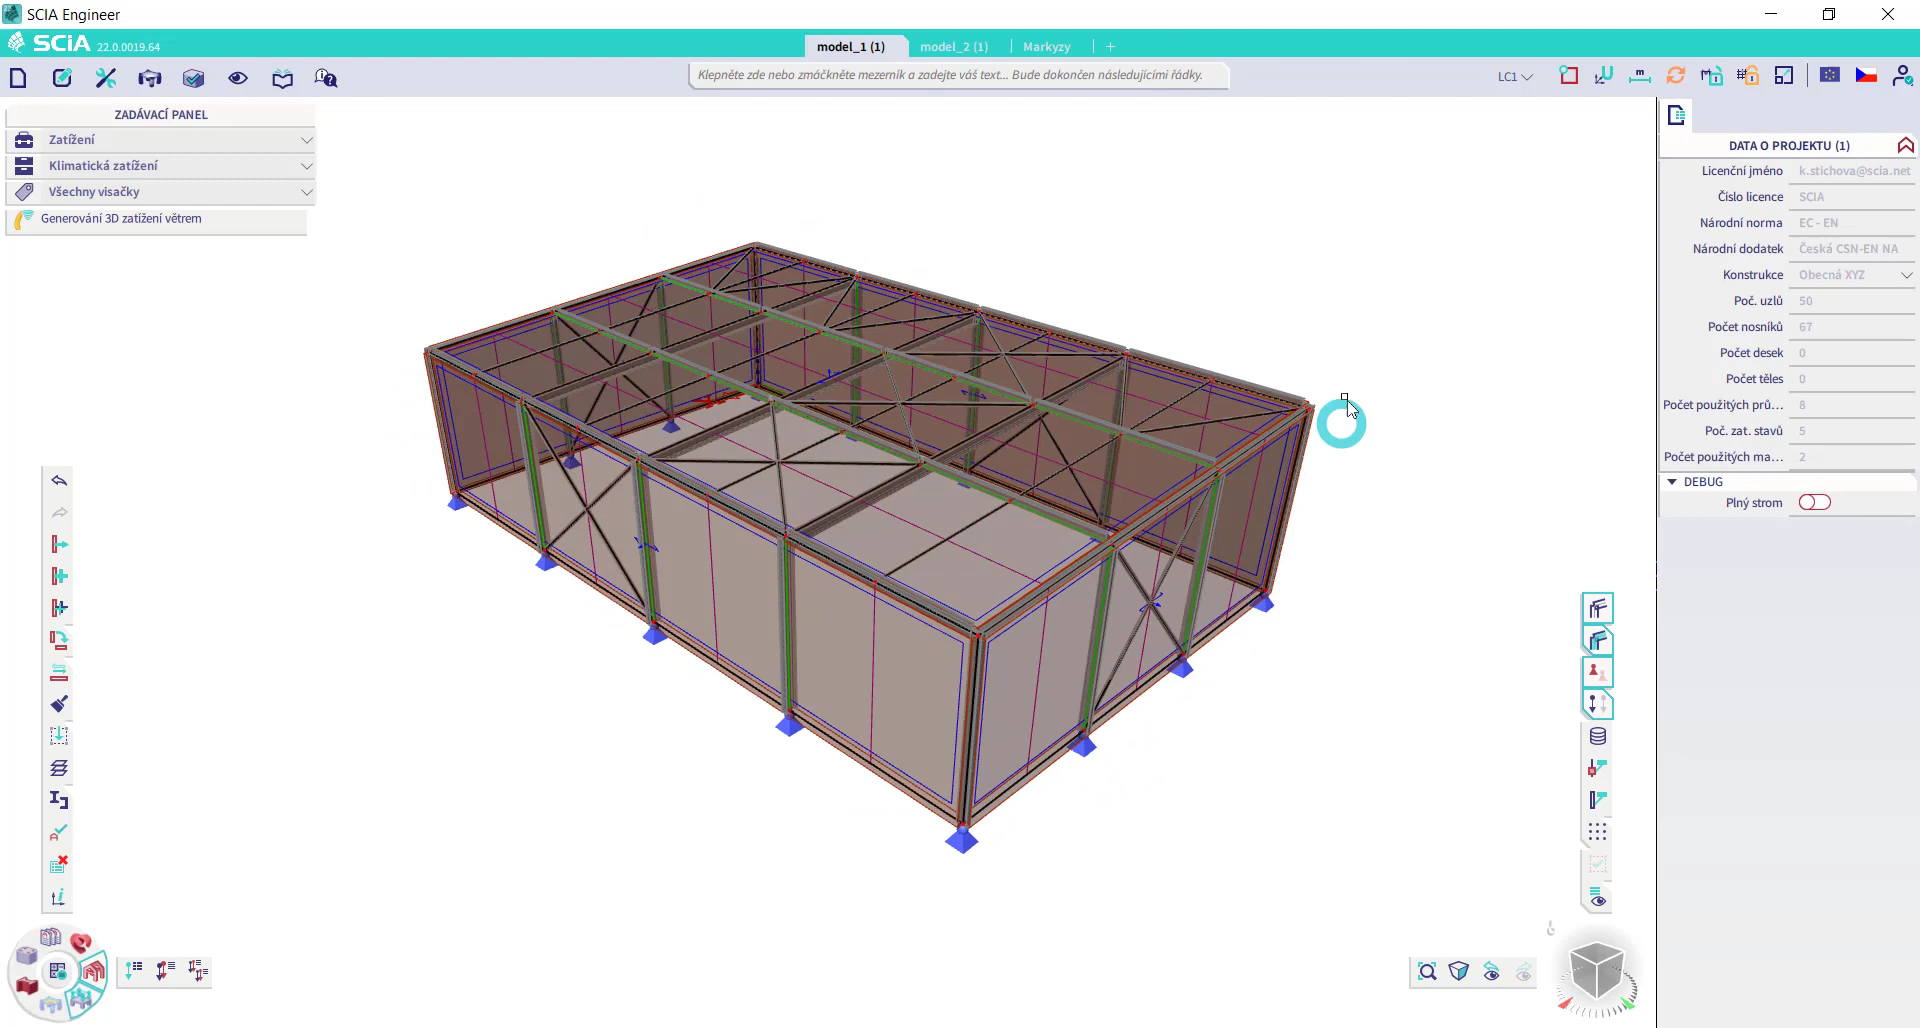 SCIA Engineer
SCiA 22.0.0019.64
model_1 (1)
model_2 (1)
Markyzy
+
Klepněte zde nebo zmáčkněte mezerník a zadejte váš text... Bude dokončen následujícími řádky.
LC1
ZADÁVACÍ PANEL
Zatížení
Klimatická zatížení
Všechny visačky
Generování 3D zatížení větrem
DATA O PROJEKTU (1)
Licenční jméno k.stichova@scia.net
Číslo licence SCIA
Národní norma EC - EN
Národní dodatek Česká CSN-EN NA
Konstrukce Obecná XYZ
Poč. uzlů 50
Počet nosníků 67
Počet desek 0
Počet těles 0
Počet použitých prů... 8
Poč. zat. stavů 5
Počet použitých ma... 2
DEBUG
Plný strom